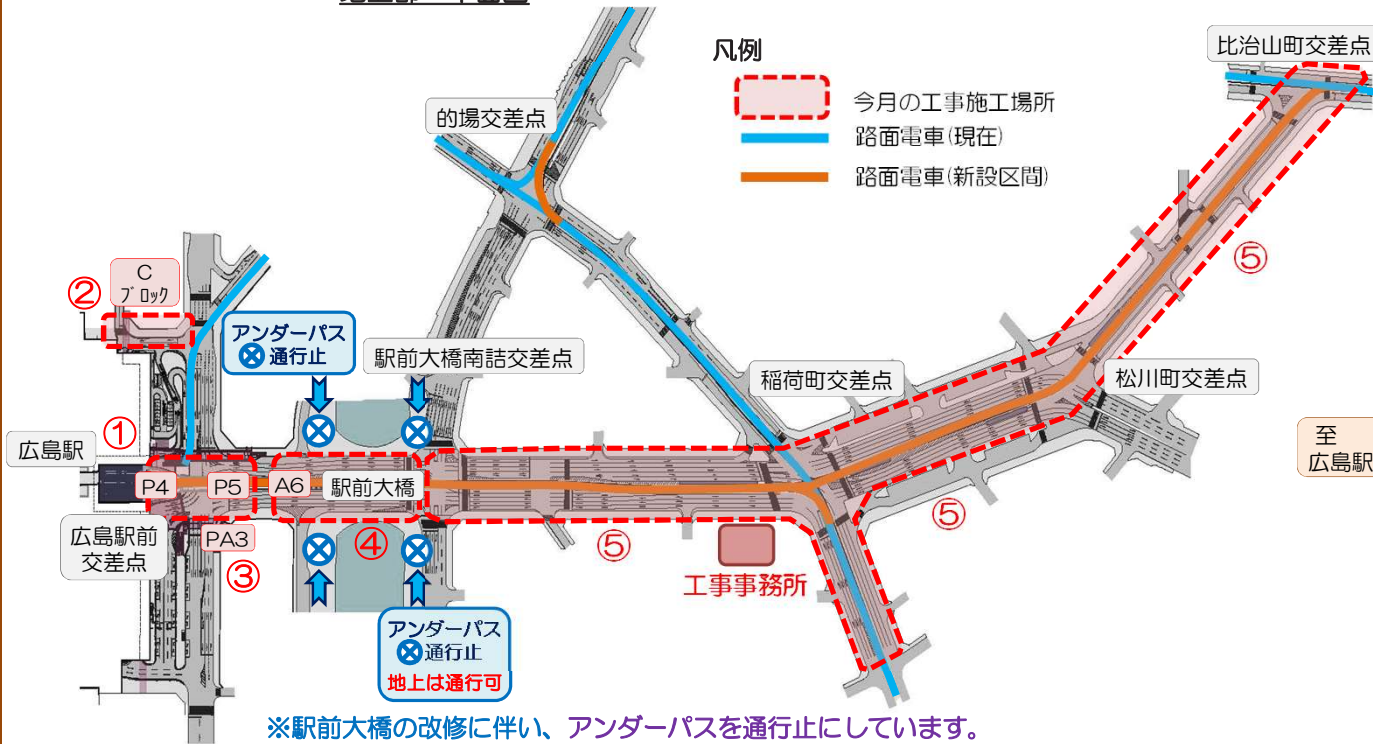 凡例
今月の工事施工場所
路面電車(現在)
路面電車(新設区間)
比治山町交差点
的場交差点
②
C
ブロック
アンダーパス
通行止
駅前大橋南詰交差点
稲荷町交差点
松川町交差点
⑤
①
広島駅
P4
P5
A6
駅前大橋
至
広島駅
広島駅前
交差点
PA3
③
④
⑤
⑤
工事事務所
アンダーパス
通行止
地上は通行可
※駅前大橋の改修に伴い、アンダーパスを通行止にしています。